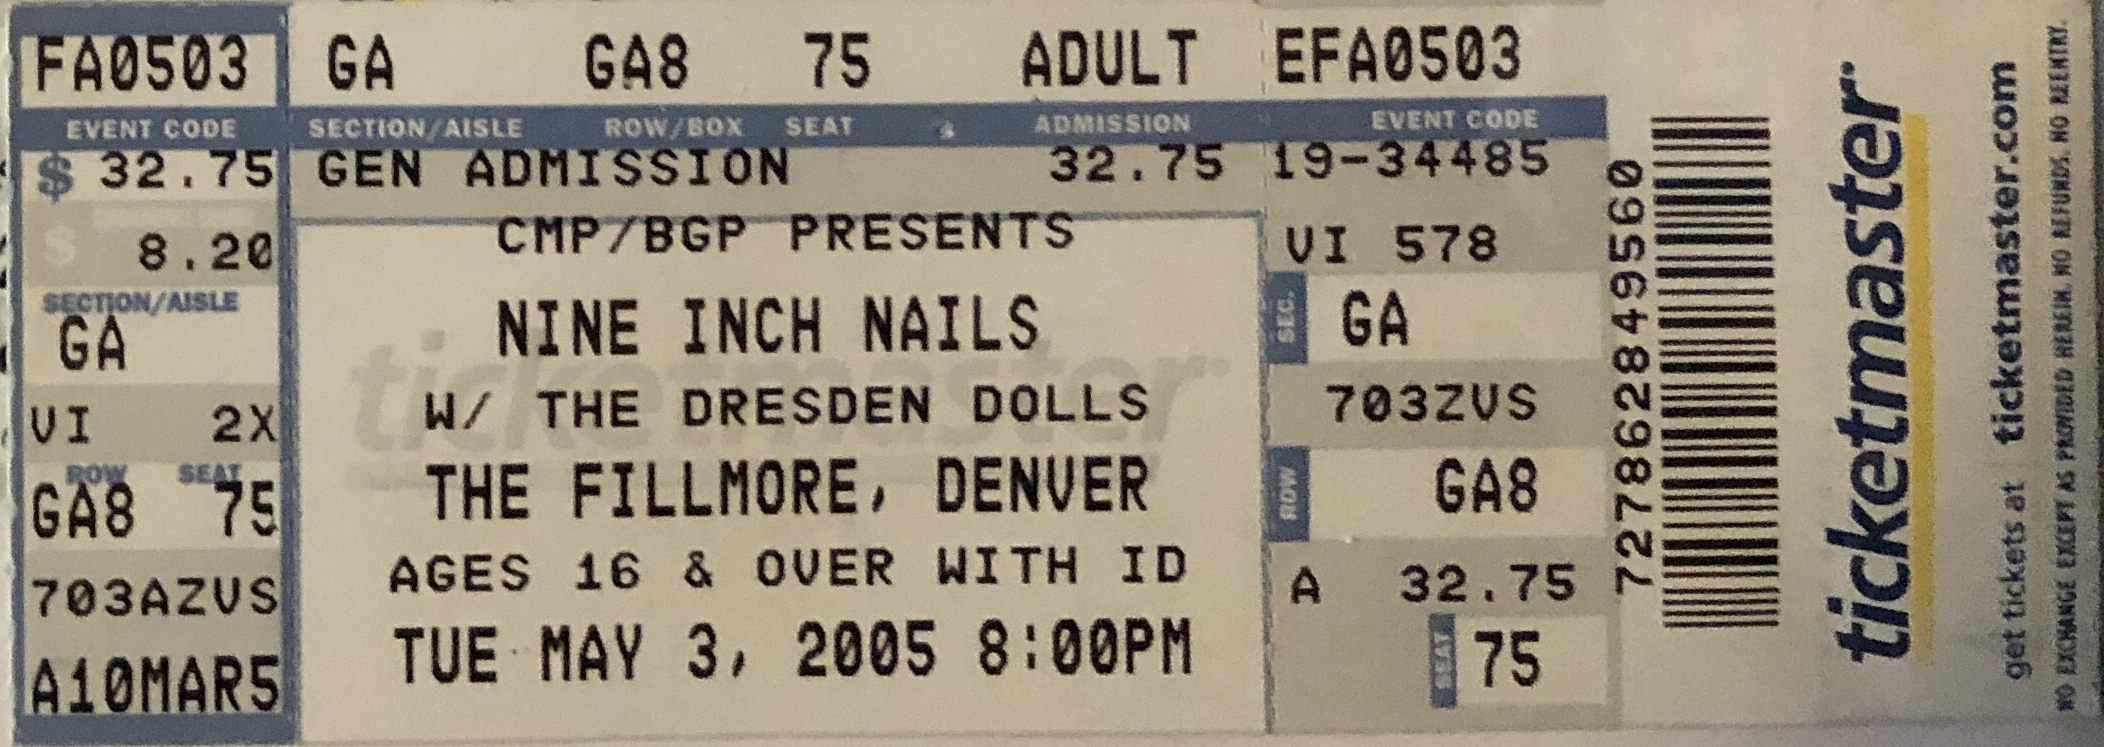 FA0503
EVENT CODE
$ 32.75
$ 8.20
SECTION/AISLE
GA
VI 2X
ROW SEAT
GA8 75
703AZVS
A10MAR5
GA GA8 75 ADULT
SECTION/AISLE ROW/BOX SEAT ADMISSION
GEN ADMISSION 32.75
CMP/BGP PRESENTS
NINE INCH NAILS
W/ THE DRESDEN DOLLS
THE FILLMORE, DENVER
AGES 16 & OVER WITH ID
TUE MAY 3, 2005 8:00PM
ticketmaster
EFA0503
EVENT CODE
19-34485
VI 578
SEC. GA
703ZVS
ROW GA8
A 32.75
SEAT 75
727862849560
ticketmaster
get tickets at ticketmaster.com
NO EXCHANGE EXCEPT AS PROVIDED HEREIN. NO REFUNDS. NO REENTRY.